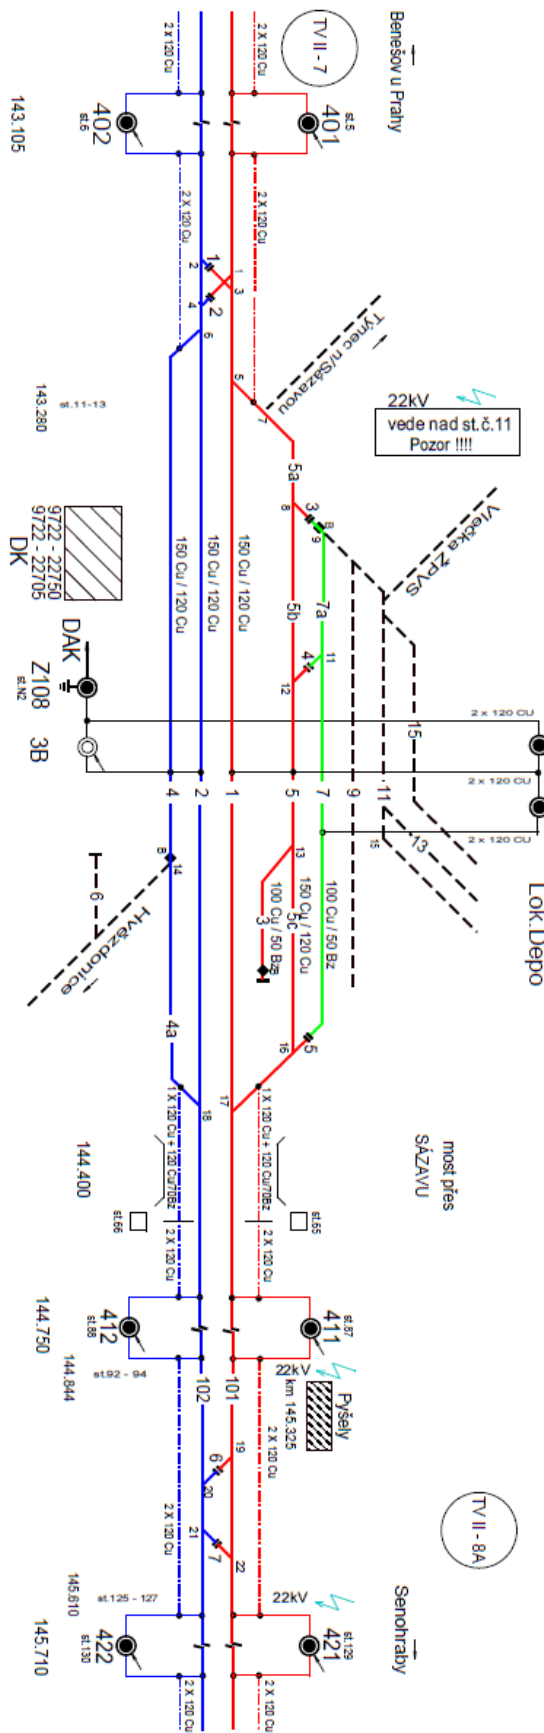 Benešov u Prahy
TV II - 7
2 X 120 Cu
2 X 120 Cu
st.5
401
402
st.6
143.105
2 X 120 Cu
2 X 120 Cu
1
2
1
3
4
2
6
5
7
Týnec n/Sázavou
st.11-13
143.280
22kV
vede nad st.č.11
Pozor !!!!
5a
8
3
B
9
Vlečka ŽPVS
9722 - 22750
9722 - 22705
DK
150 Cu / 120 Cu
150 Cu / 120 Cu
150 Cu / 120 Cu
5b
7a
4
11
12
15
DAK
Z108
st.N2
3B
2 x 120 CU
2 x 120 CU
2 x 120 CU
4
2
1
5
7
9
11
13
15
Lok.Depo
B
14
6
Hvězdonice
13
3
100 Cu / 50 Bz
B
5c
150 Cu / 120 Cu
100 Cu / 50 Bz
4a
16
5
17
18
1 X 120 Cu + 120 Cu/70Bz
1 X 120 Cu + 120 Cu/70Bz
most přes
SÁZAVU
144.400
st.66
st.65
2 X 120 Cu
2 X 120 Cu
st.87
411
412
st.88
144.750
144.844
st.92 - 94
22kV
Pyšely
km 145.325
102
101
2 X 120 Cu
2 X 120 Cu
19
6
20
21
7
22
TV II - 8A
Senohraby
22kV
st.125 - 127
145.610
st.129
421
422
st.130
145.710
2 X 120 Cu
2 X 120 Cu